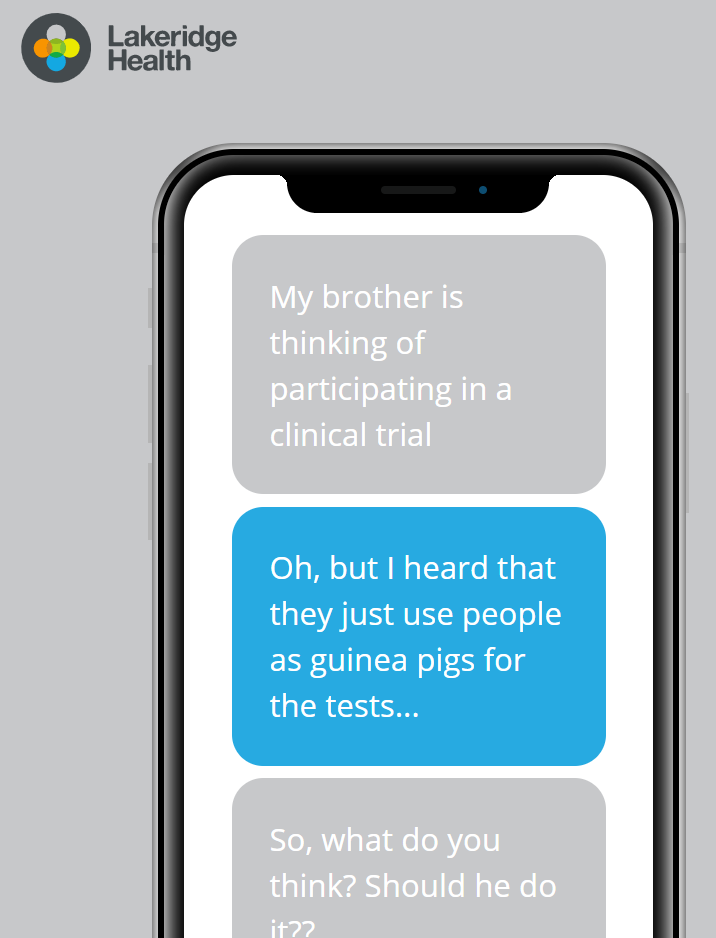 Lakeridge
Health
My brother is
thinking of
participating in a
clinical trial
Oh, but I heard that
they just use people
as guinea pigs for
the tests...
So, what do you
think? Should he do
it??